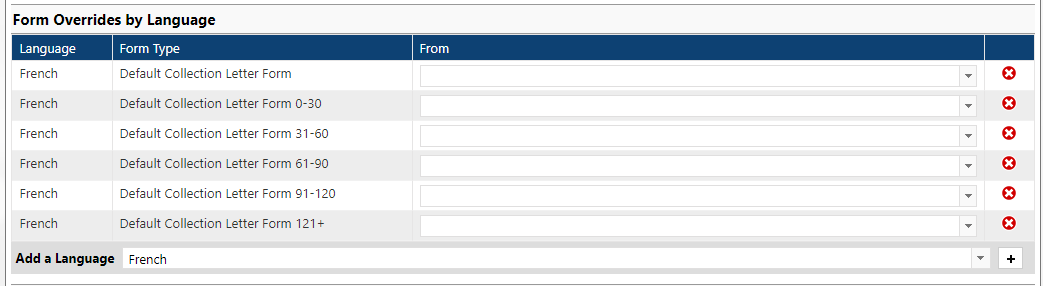 Form Overrides by Language
Language Form Type From
French Default Collection Letter Form
French Default Collection Letter Form 0-30
French Default Collection Letter Form 31-60
French Default Collection Letter Form 61-90
French Default Collection Letter Form 91-120
French Default Collection Letter Form 121+
Add a Language French +